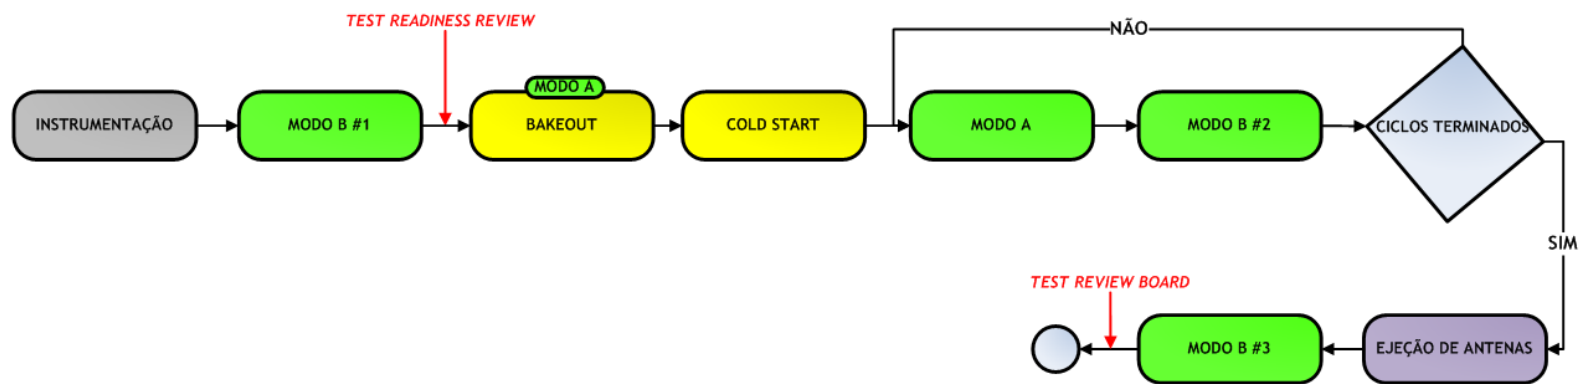 TEST READINESS REVIEW
NÃO
MODO A
INSTRUMENTAÇÃO
MODO B #1
BAKEOUT
COLD START
MODO A
MODO B #2
CICLOS TERMINADOS
SIM
TEST REVIEW BOARD
MODO B #3
EJEÇÃO DE ANTENAS